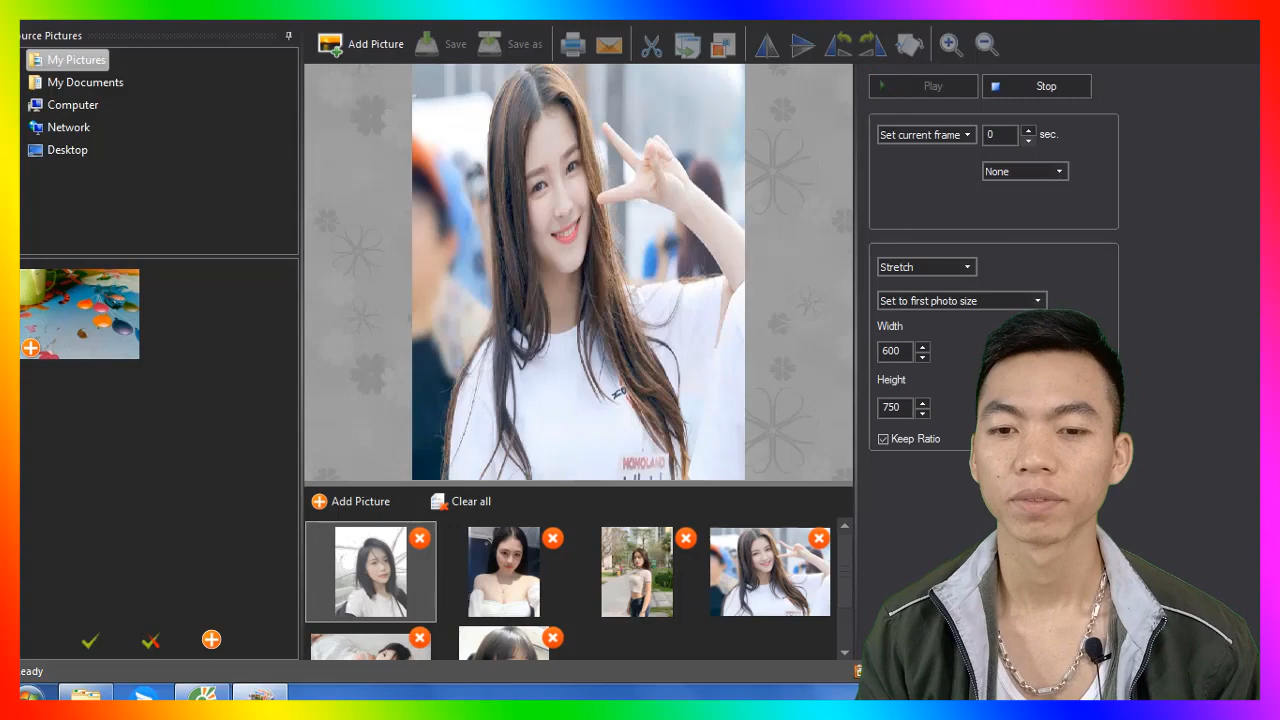 urce Pictures
My Pictures
My Documents
Computer
Network
Desktop
Add Picture
Save
Save as
Play
Stop
Set current frame
0
sec.
None
Stretch
Set to first photo size
Width
600
Height
750
Keep Ratio
MOMOLAND
Add Picture
Clear all
eady